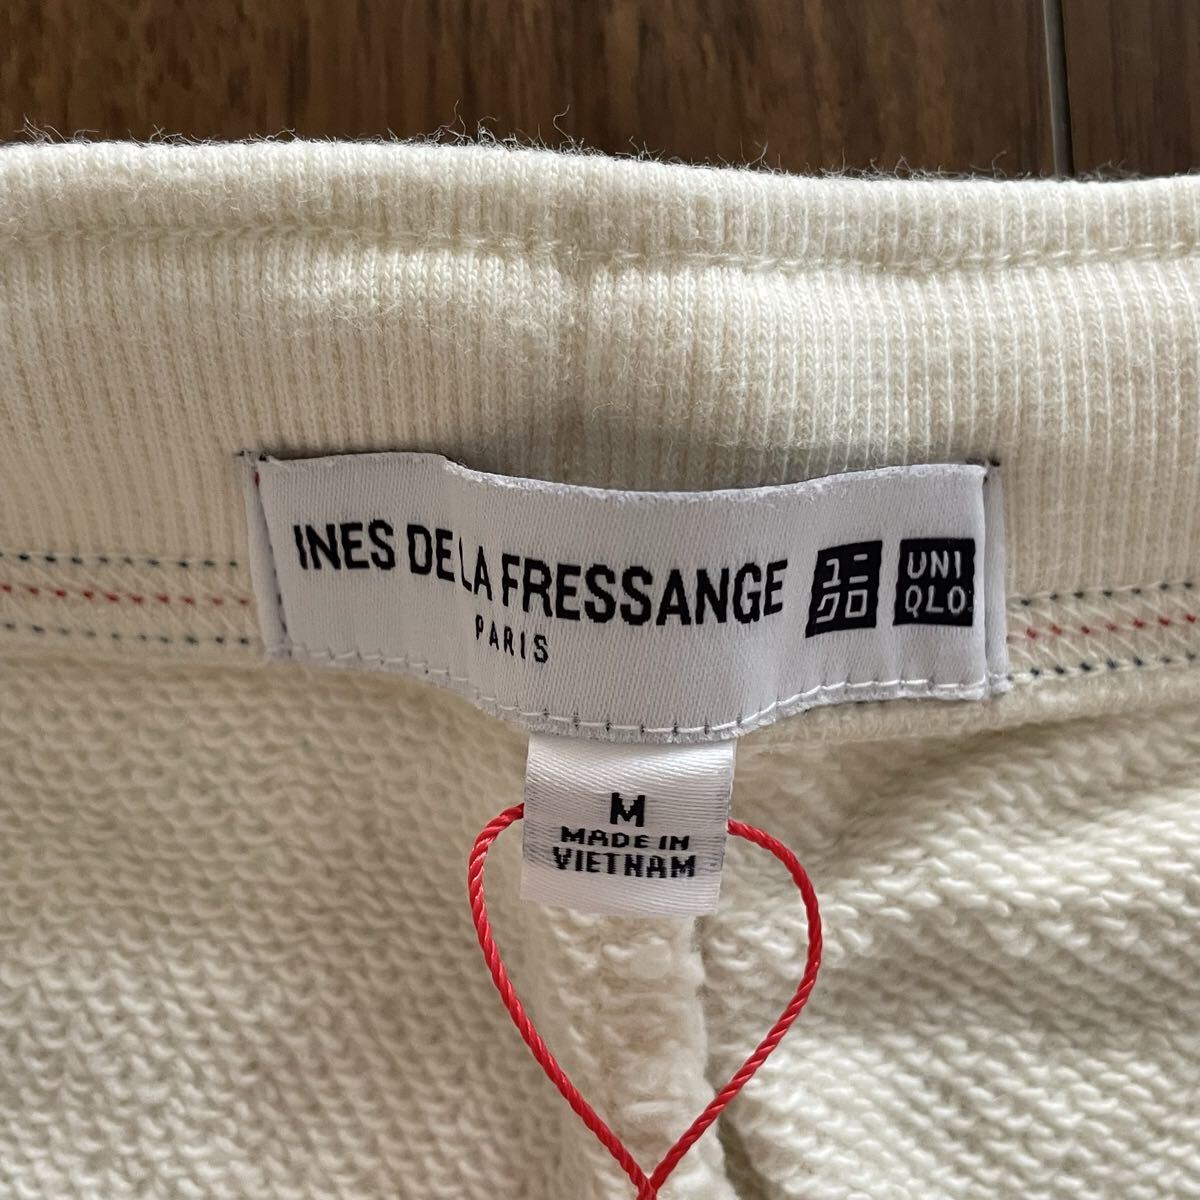 INES DE LA FRESSANGE
PARIS
ユニ
クロ
UNI
QLO
M
MADE IN
VIETNAM